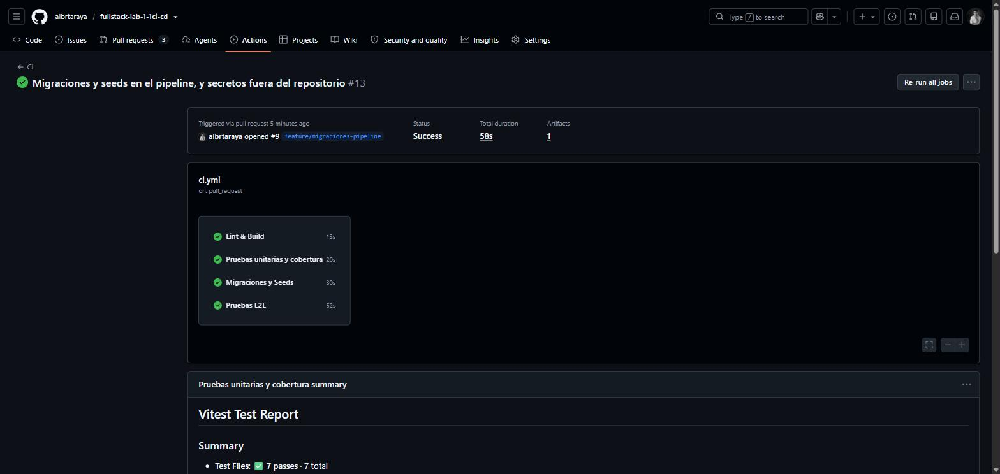 albrtaraya / fullstack-lab-1-1ci-cd
Type / to search
Code Issues Pull requests 3 Agents Actions Projects Wiki Security and quality Insights Settings
CI
Migraciones y seeds en el pipeline, y secretos fuera del repositorio #13
Re-run all jobs
Triggered via pull request 5 minutes ago Status Total duration Artifacts
albrtaraya opened #9 feature/migraciones-pipeline Success 58s 1
ci.yml
on: pull_request
Lint & Build 13s
Pruebas unitarias y cobertura 20s
Migraciones y Seeds 30s
Pruebas E2E 52s
Pruebas unitarias y cobertura summary
Vitest Test Report
Summary
Test Files: ✅ 7 passes · 7 total